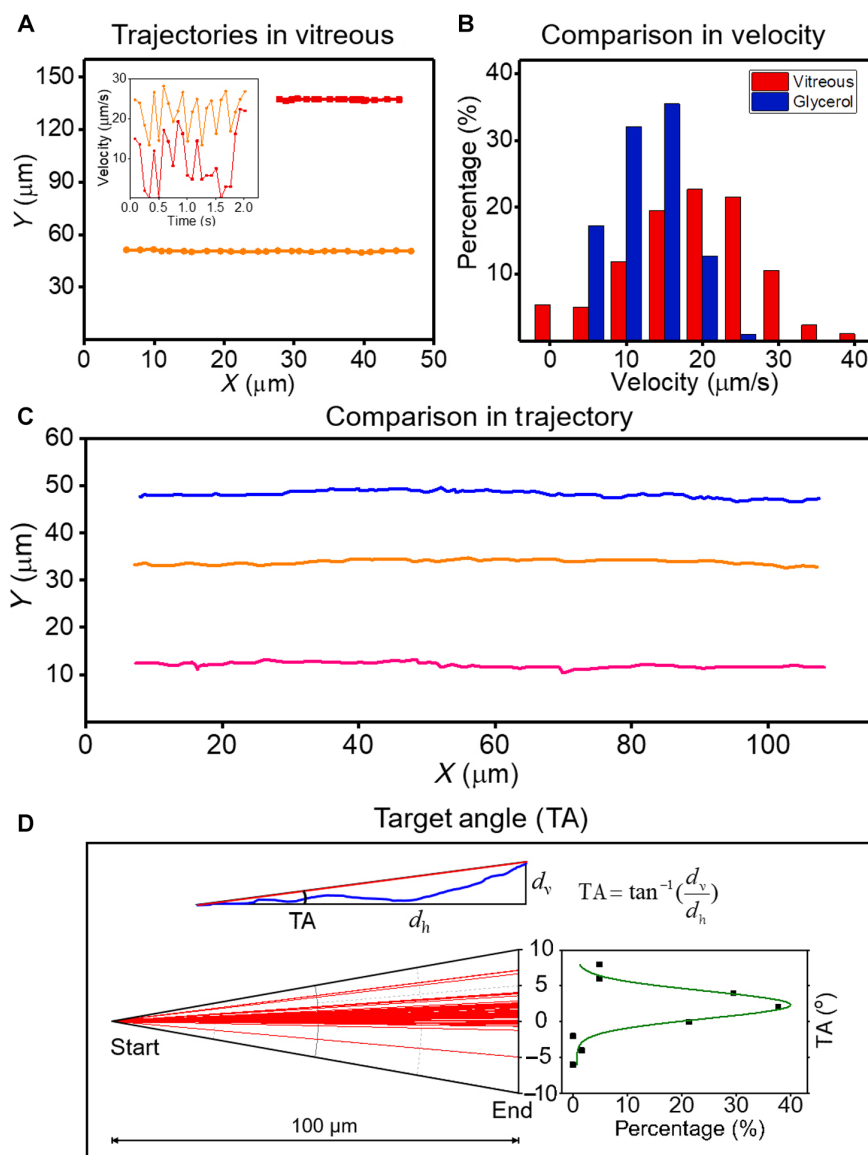 A
Trajectories in vitreous
150
120
90
60
30
Y (μm)
0
10
20
30
40
50
X (μm)
30
20
10
0
Velocity (μm/s)
0.0
0.5
1.0
1.5
2.0
Time (s)
B
Comparison in velocity
40
30
20
10
Percentage (%)
Vitreous
Glycerol
0
10
20
30
40
Velocity (μm/s)
C
Comparison in trajectory
60
50
40
30
20
10
Y (μm)
0
20
40
60
80
100
X (μm)
D
Target angle (TA)
TA
d_h
d_v
TA = tan⁻¹(d_v/d_h)
Start
End
100 μm
10
5
0
−5
−10
TA (°)
0
10
20
30
40
Percentage (%)